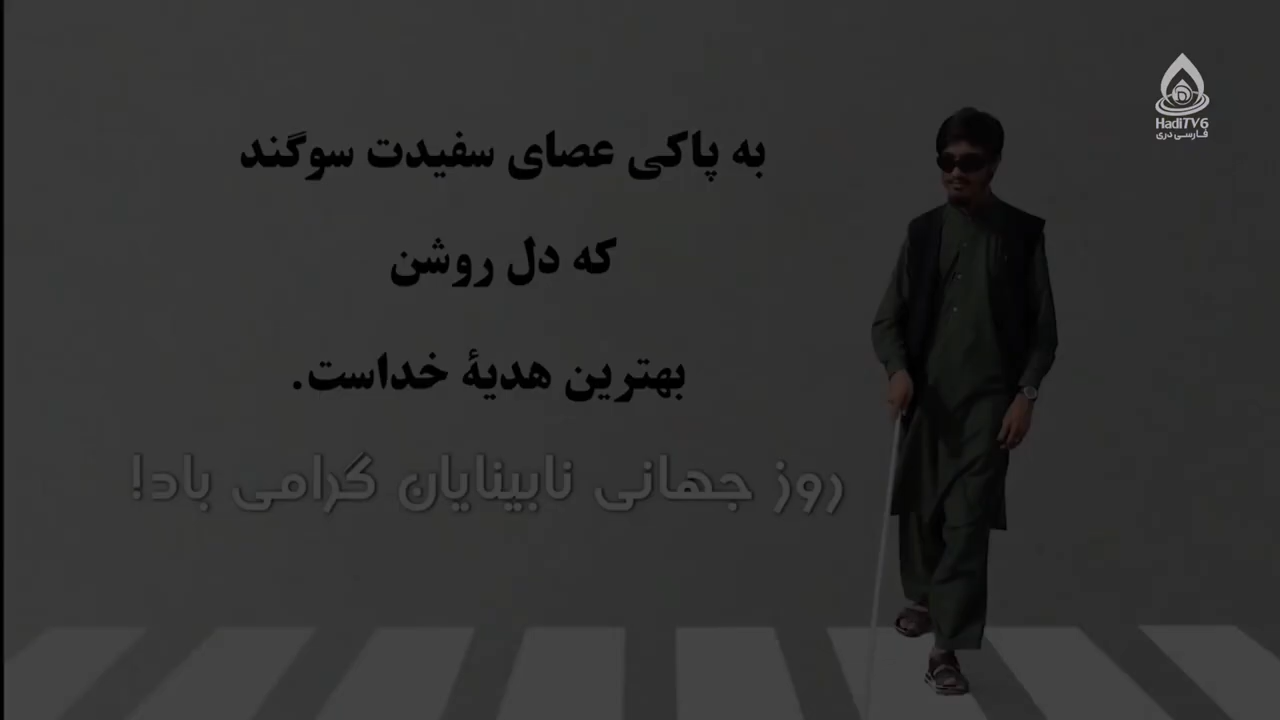 به پاکی عصای سفیدت سوگند
که دل روشن
بهترین هدیهٔ خداست.
روز جهانی نابینایان گرامی باد!
HadiTV6
فارسی دری